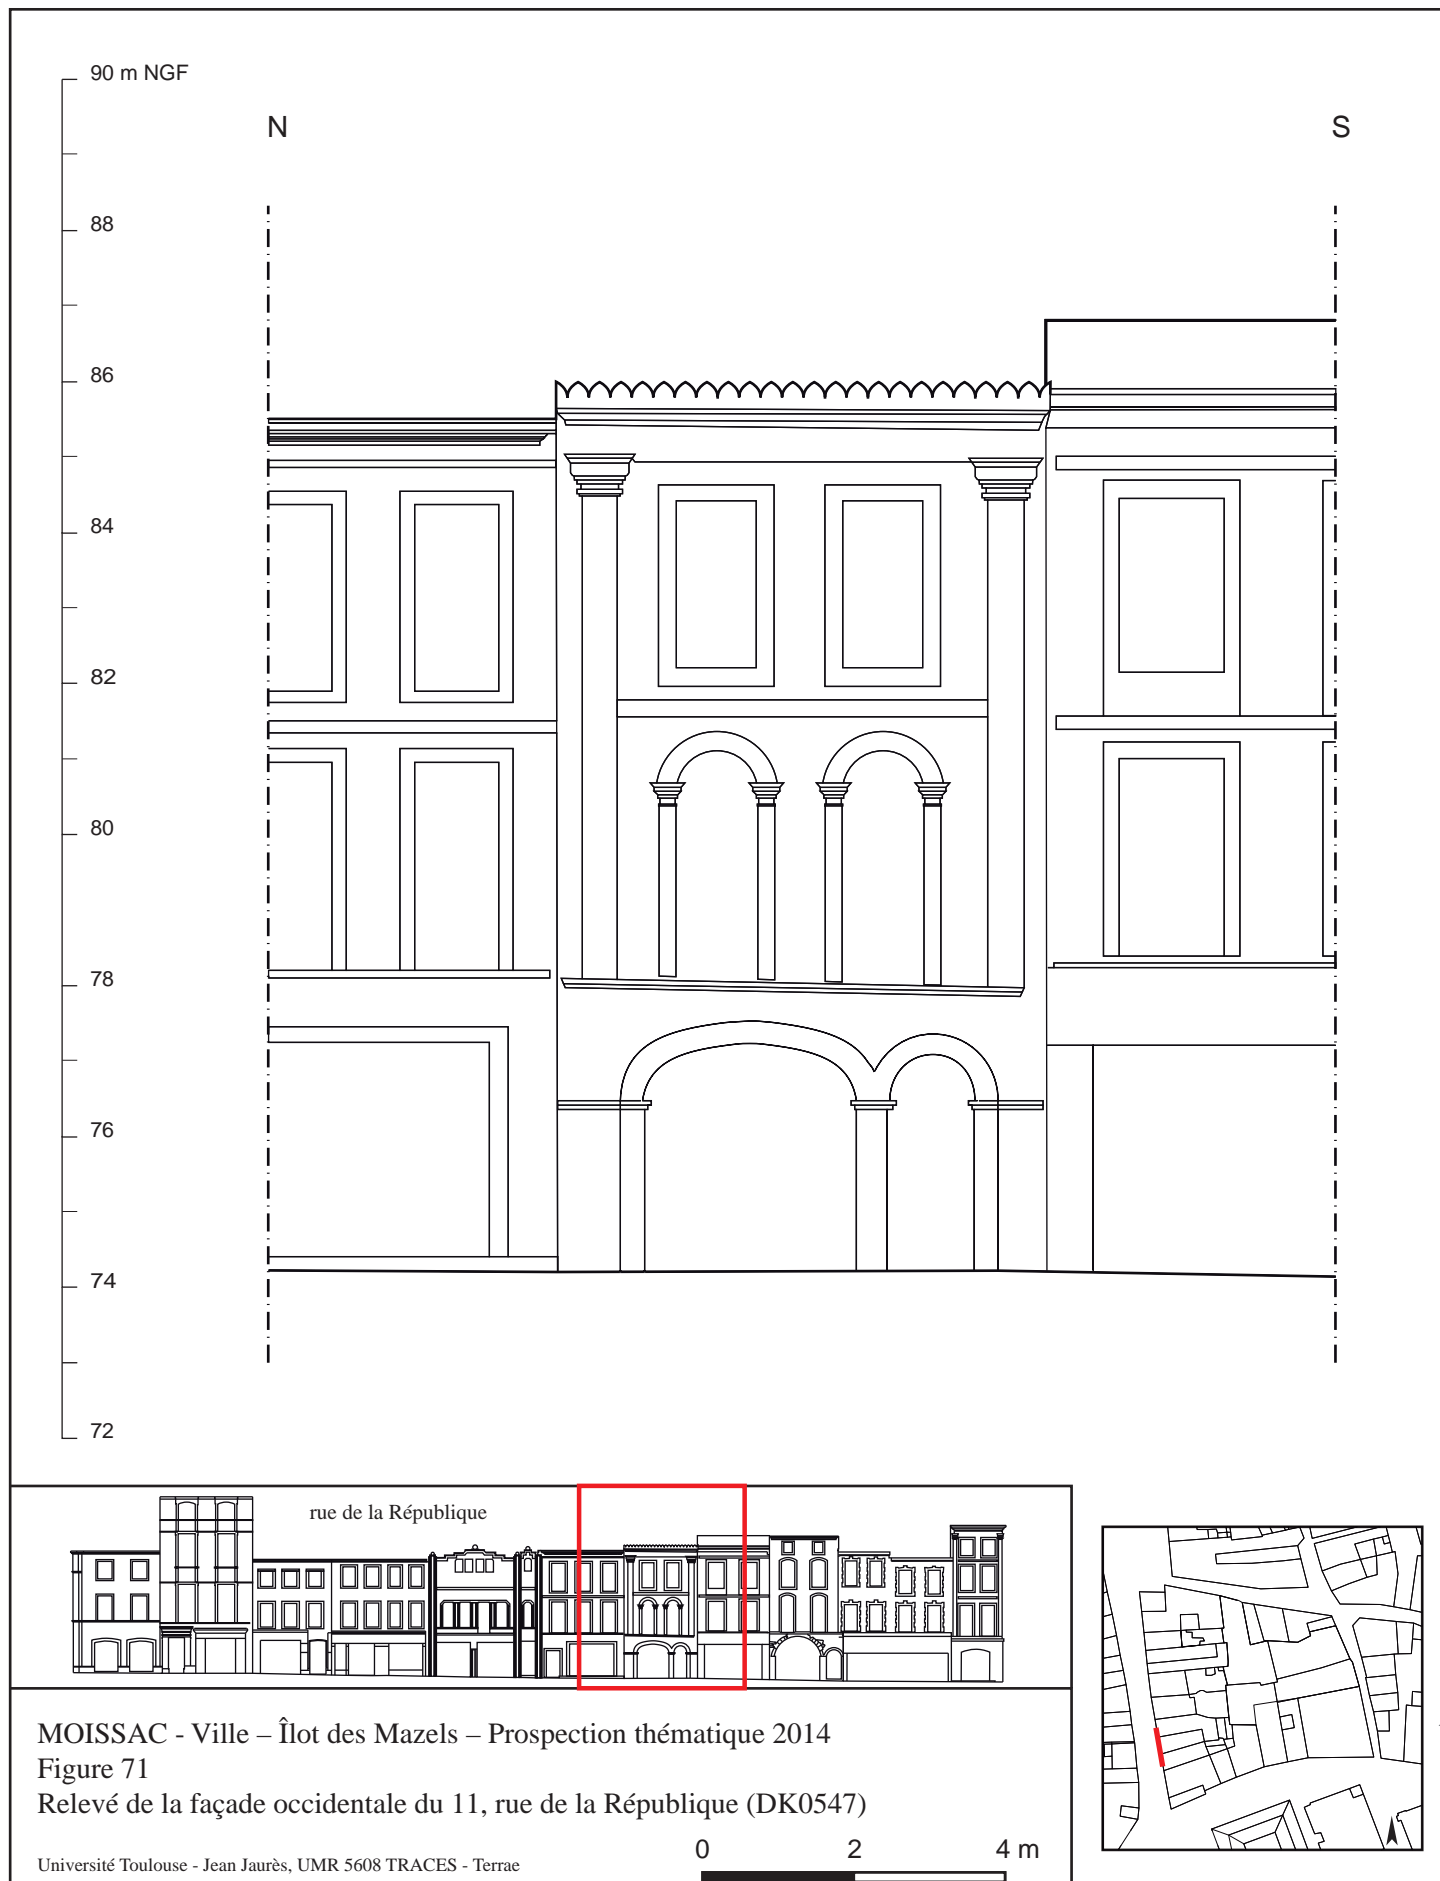 90 m NGF
N
S
88
86
84
82
80
78
76
74
72
rue de la République
MOISSAC - Ville – Îlot des Mazels – Prospection thématique 2014
Figure 71
Relevé de la façade occidentale du 11, rue de la République (DK0547)
0 2 4 m
Université Toulouse - Jean Jaurès, UMR 5608 TRACES - Terrae